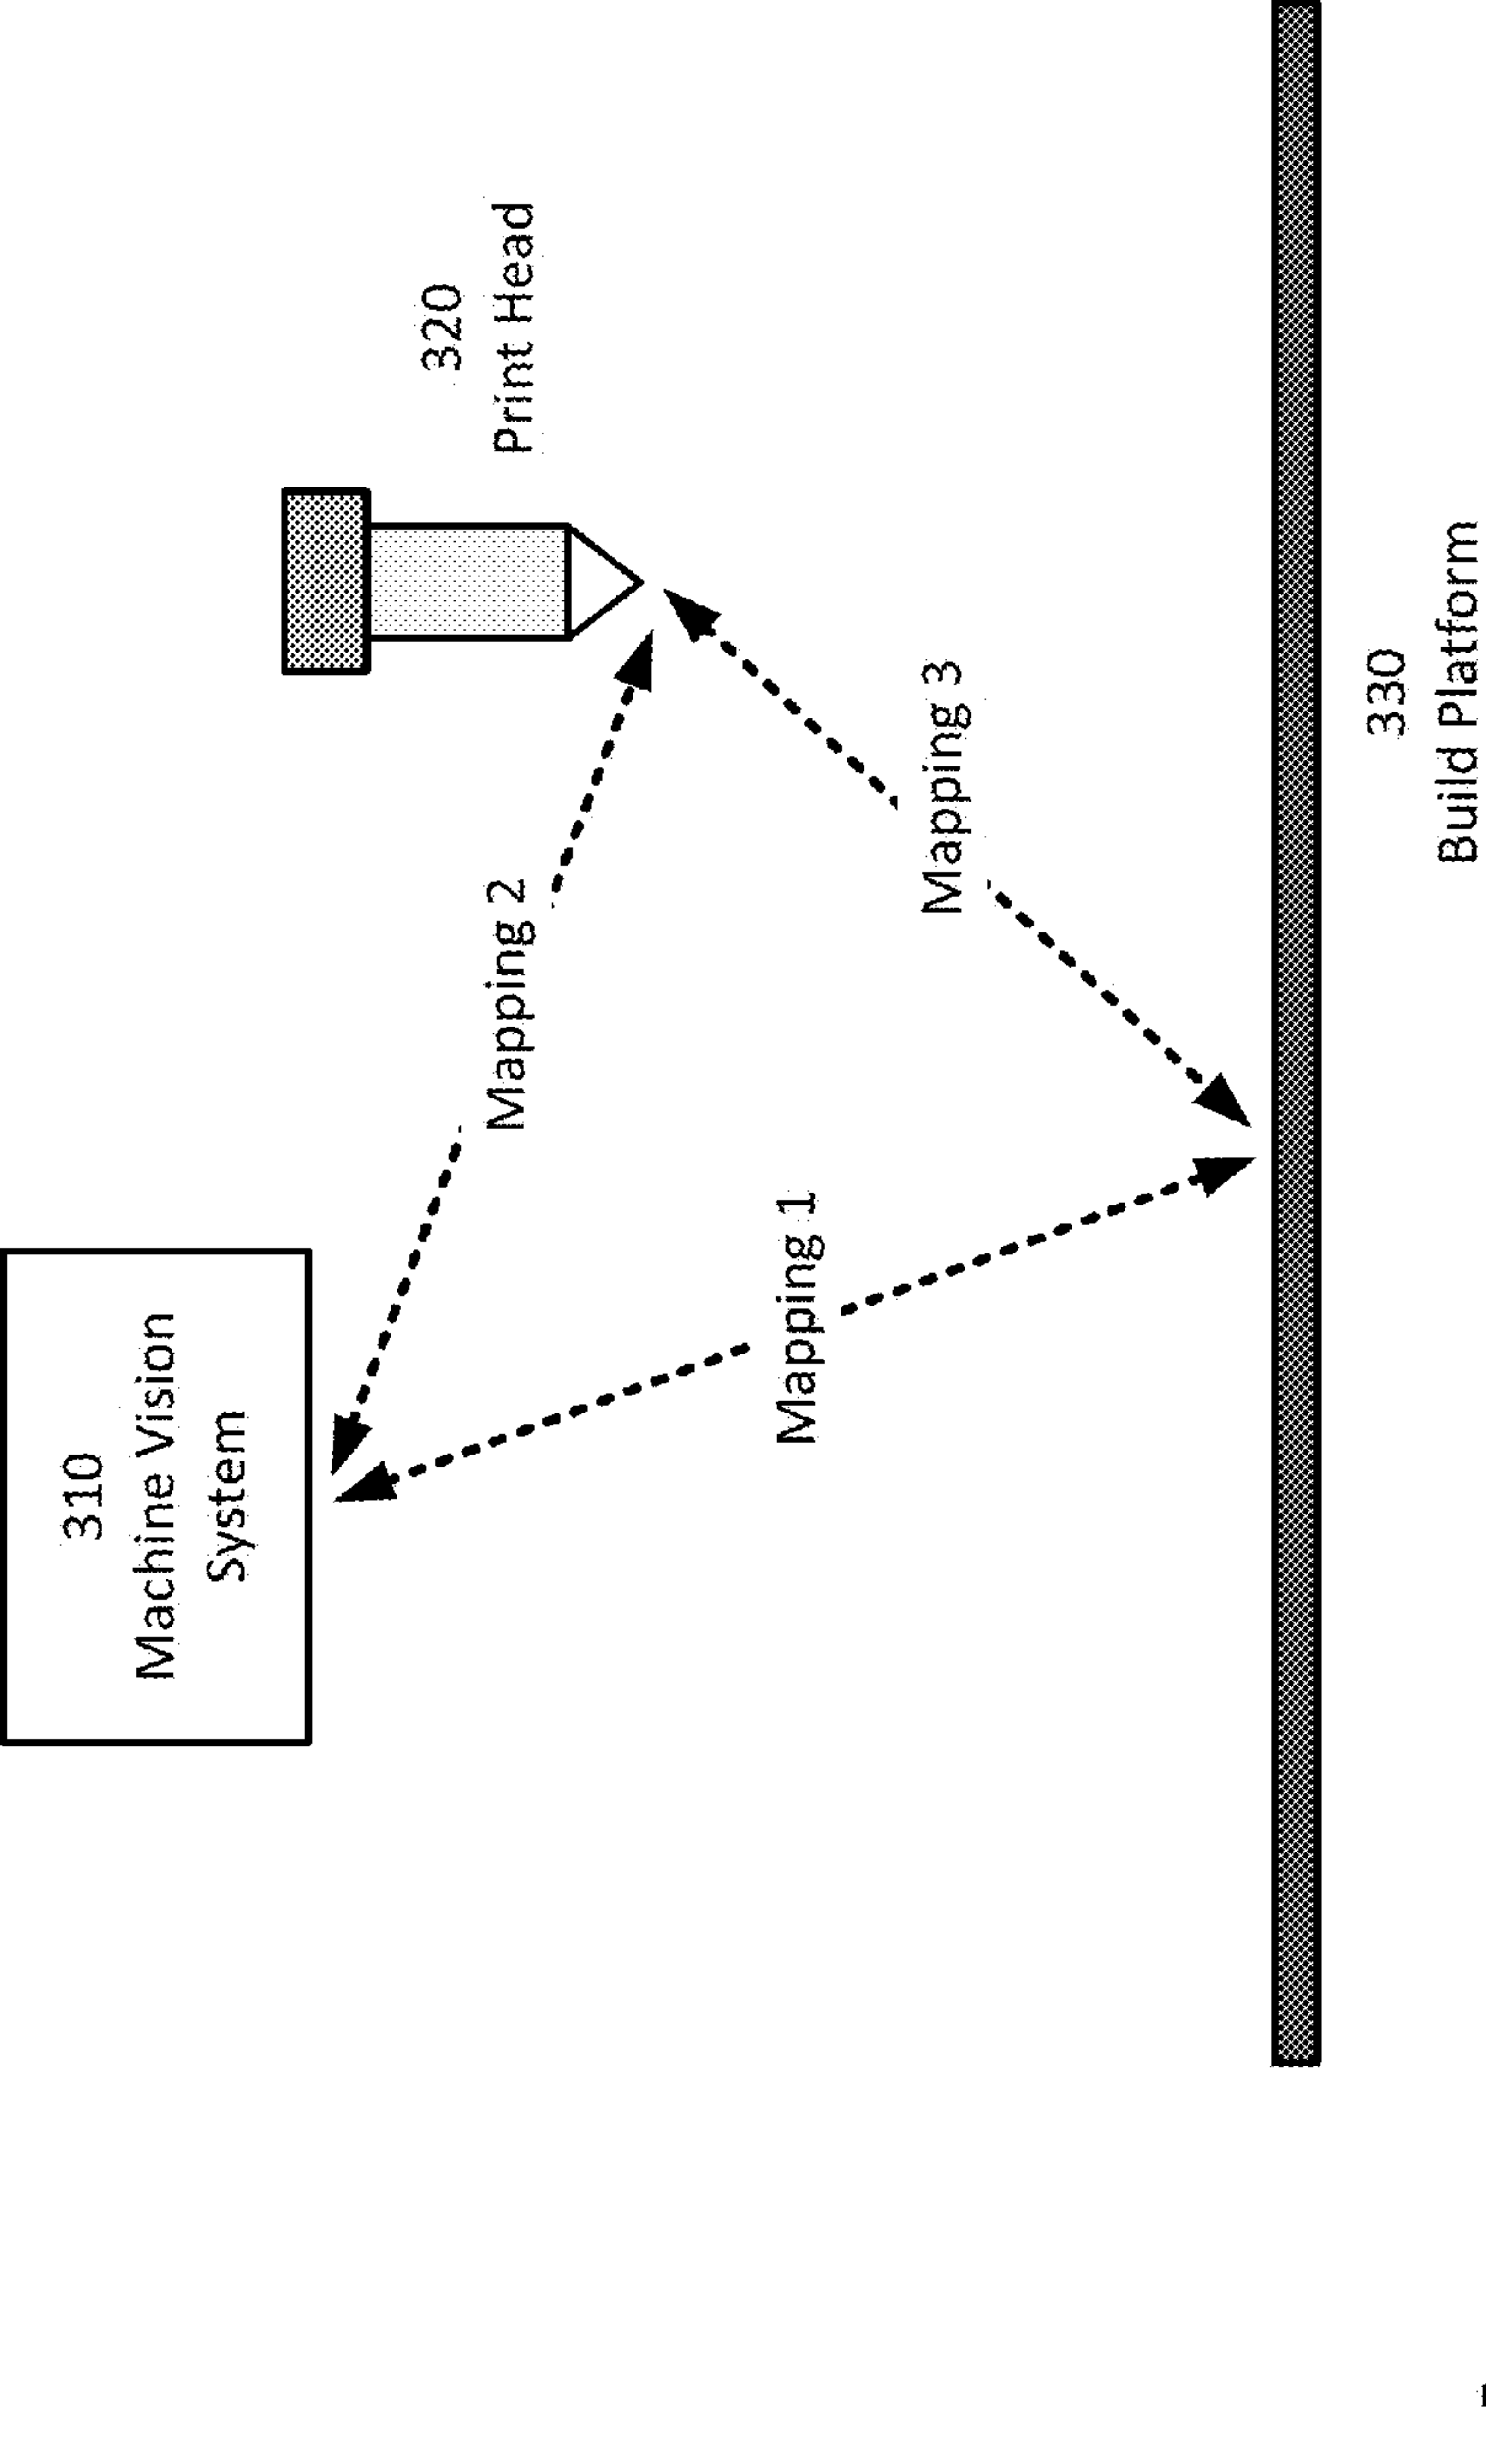 310
Machine Vision
System
320
Print Head
Mapping 2
Mapping 1
Mapping 3
330
Build Platform